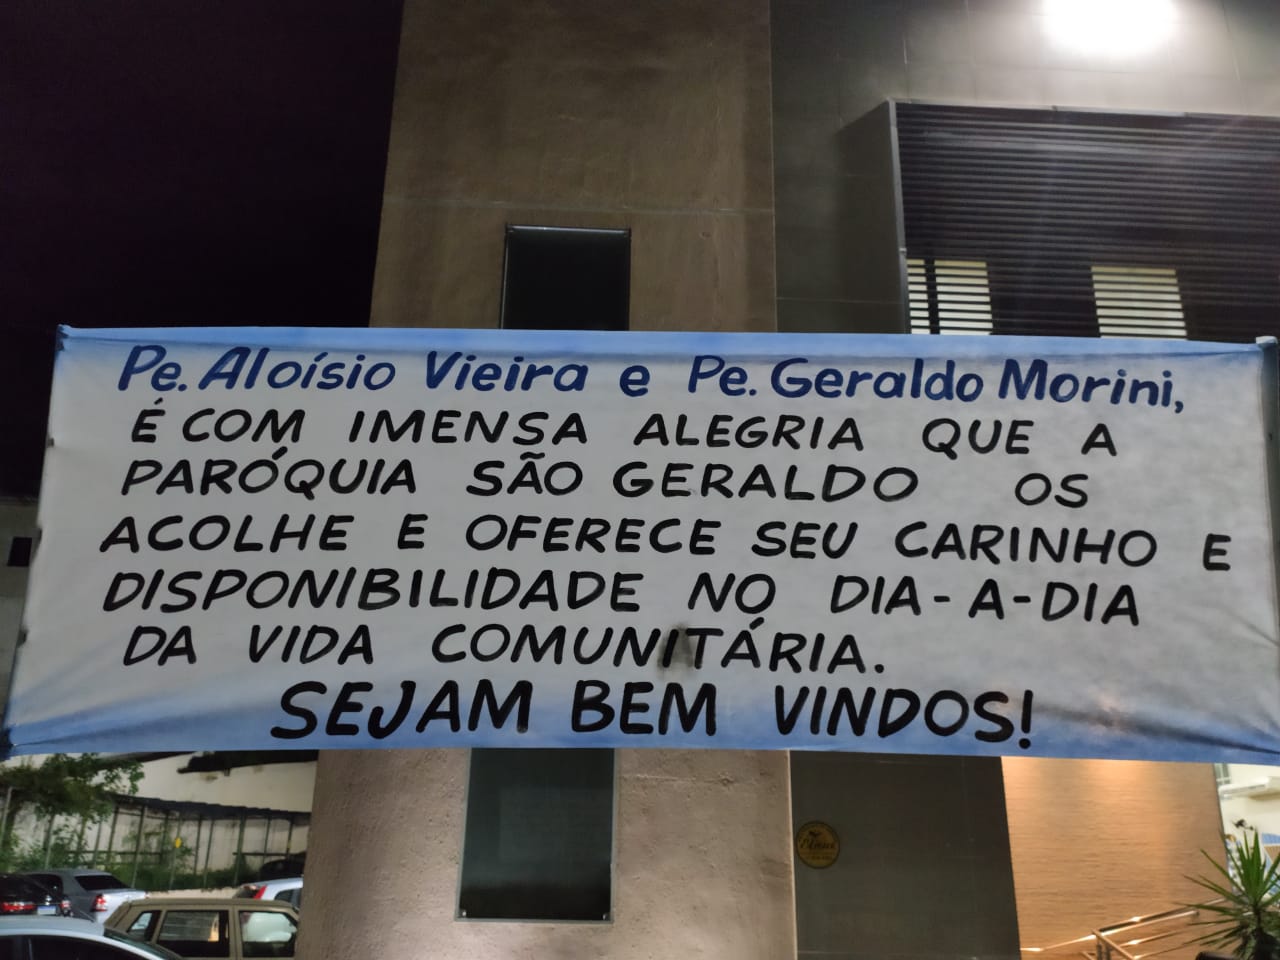 Pe. Aloísio Vieira e Pe. Geraldo Morini,
É COM IMENSA ALEGRIA QUE A
PARÓQUIA SÃO GERALDO OS
ACOLHE E OFERECE SEU CARINHO E
DISPONIBILIDADE NO DIA-A-DIA
DA VIDA COMUNITÁRIA.
SEJAM BEM VINDOS!